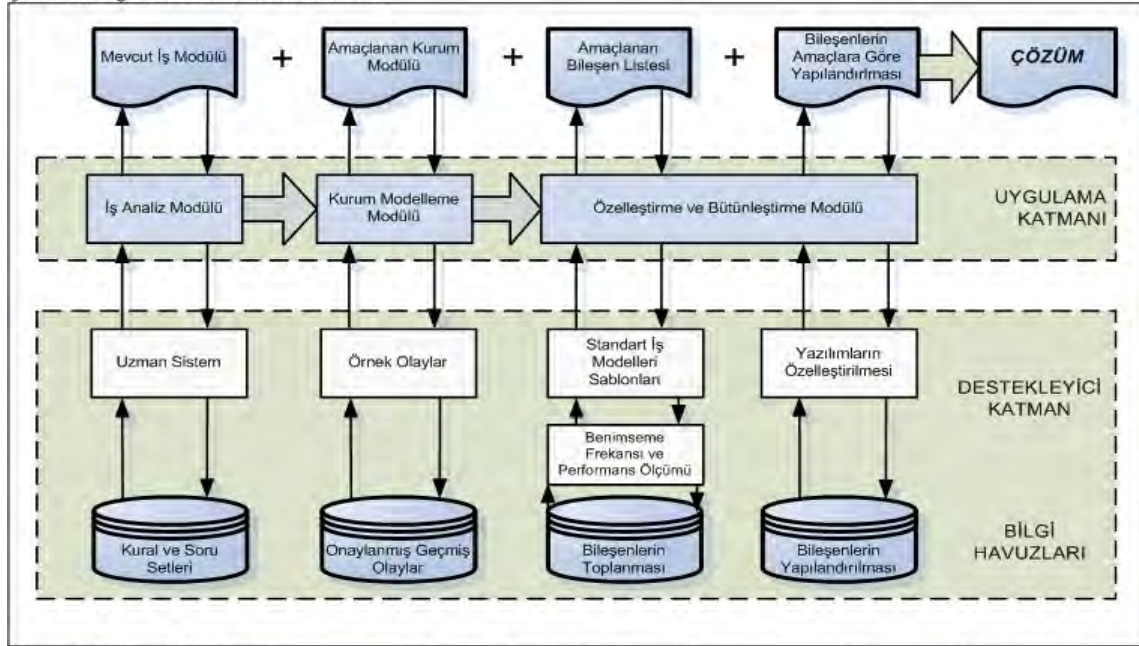 Mevcut İş Modülü
+
Amaçlanan Kurum
Modülü
+
Amaçlanan
Bileşen Listesi
+
Bileşenlerin
Amaçlara Göre
Yapılandırılması
ÇÖZÜM
İş Analiz Modülü
Kurum Modelleme
Modülü
Özelleştirme ve Bütünleştirme Modülü
UYGULAMA
KATMANI
Uzman Sistem
Örnek Olaylar
Standart İş
Modelleri
Sablonları
Yazılımların
Özelleştirilmesi
DESTEKLEYİCİ
KATMAN
Benimseme
Frekansı ve
Performans Ölçümü
Kural ve Soru
Setleri
Onaylanmış Geçmiş
Olaylar
Bileşenlerin
Toplanması
Bileşenlerin
Yapılandırılması
BİLGİ
HAVUZLARI